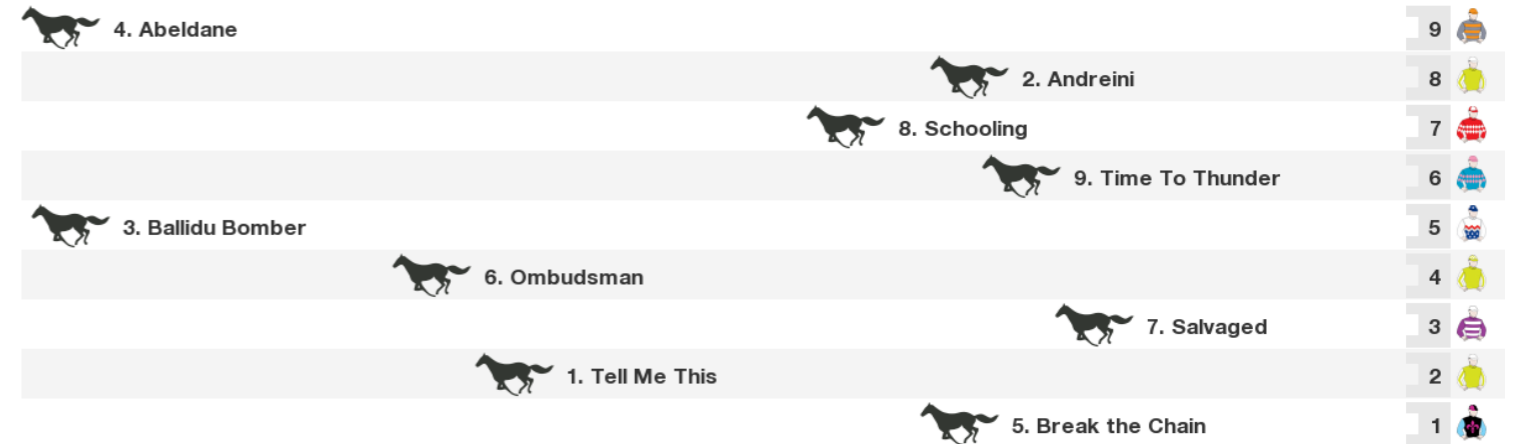 4. Abeldane 9
2. Andreini 8
8. Schooling 7
9. Time To Thunder 6
3. Ballidu Bomber 5
6. Ombudsman 4
7. Salvaged 3
1. Tell Me This 2
5. Break the Chain 1